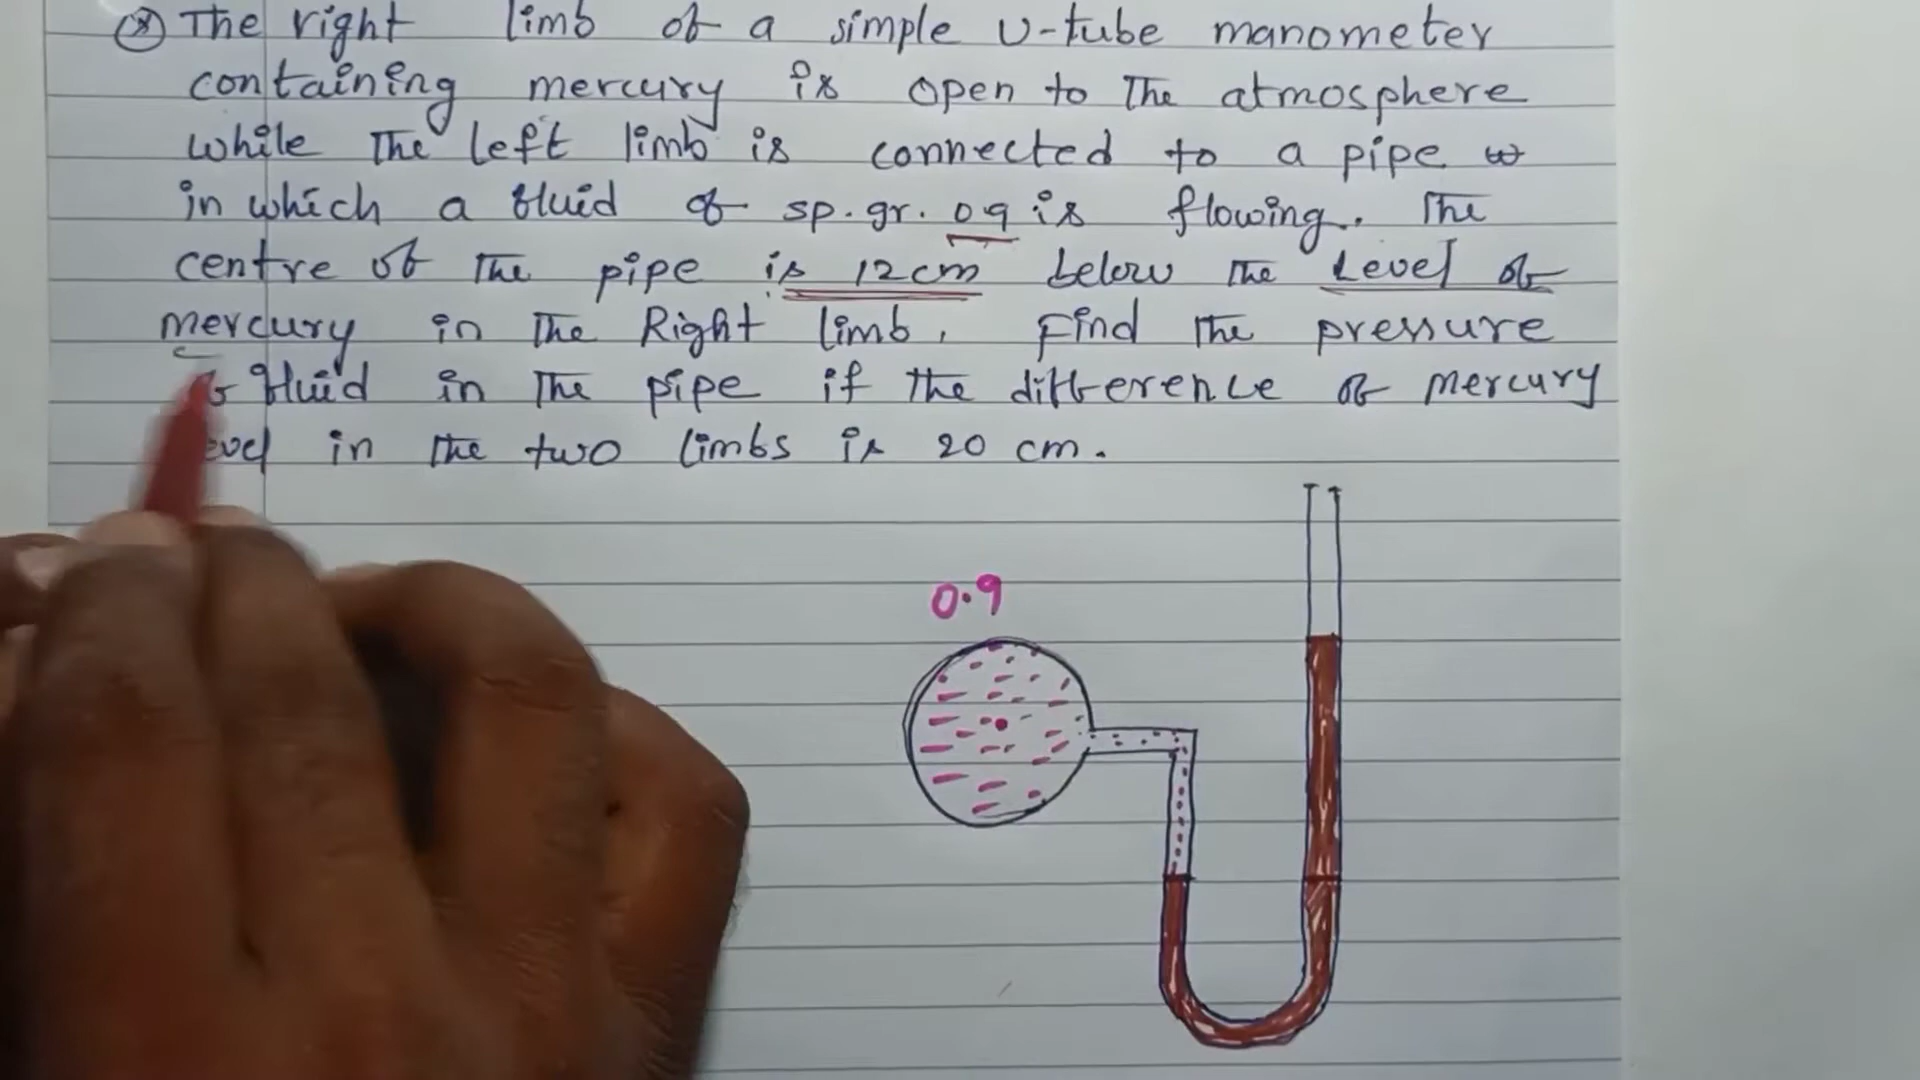 The right limb of a simple U-tube manometer
containing mercury is open to The atmosphere
while The left limb is connected to a pipe
in which a fluid of sp.gr. 0.9 is flowing. The
centre of The pipe is 12cm below The Level of
mercury in The Right limb. Find The pressure
fluid in The pipe if the difference of mercury
in the two limbs is 20 cm.
0.9